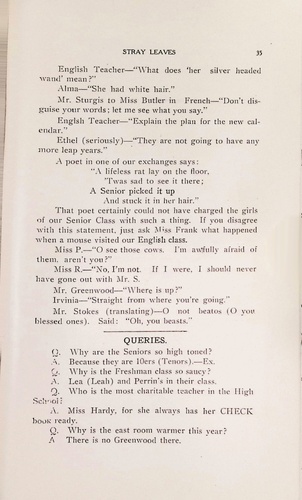 STRAY LEAVES 35
English Teacher—"What does 'her silver headed
wand' mean?"
Alma—"She had white hair."
Mr. Sturgis to Miss Butler in French—"Don't dis-
guise your words; let me see what you say."
English Teacher—"Explain the plan for the new cal-
endar."
Ethel (seriously)—"They are not going to have any
more leap years."
A poet in one of our exchanges says:
"A lifeless rat lay on the floor,
'Twas sad to see it there;
A Senior picked it up
And stuck it in her hair."
That poet certainly could not have charged the girls
of our Senior Class with such a thing. If you disagree
with this statement, just ask Miss Frank what happened
when a mouse visited our English class.
Miss P.—"O see those cows. I'm awfully afraid of
them, aren't you?"
Miss R.—"No, I'm not. If I were, I should never
have gone out with Mr. S.
Mr. Greenwood—"Where is up?"
Irvinia—"Straight from where you're going."
Mr. Stokes (translating)—O not beatos (O you
blessed ones). Said: "Oh, you beasts."
QUERIES.
Q. Why are the Seniors so high toned?
A. Because they are 10ers (Tenors).—Ex.
Q. Why is the Freshman class so saucy?
A. Lea (Leah) and Perrin's in their class.
Q. Who is the most charitable teacher in the High
School?
A. Miss Hardy, for she always has her CHECK
book ready.
Q. Why is the east room warmer this year?
A There is no Greenwood there.